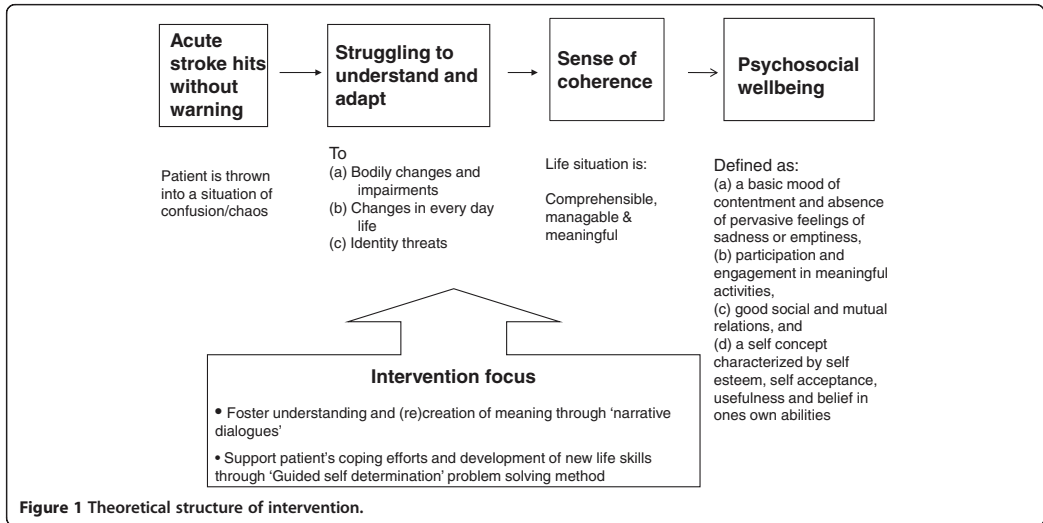 Acute
stroke hits
without
warning
Struggling to
understand and
adapt
Sense of
coherence
Psychosocial
wellbeing
Patient is thrown
into a situation of
confusion/chaos
To
(a) Bodily changes and
impairments
(b) Changes in every day
life
(c) Identity threats
Life situation is:
Comprehensible,
managable &
meaningful
Defined as:
(a) a basic mood of
contentment and absence
of pervasive feelings of
sadness or emptiness,
(b) participation and
engagement in meaningful
activities,
(c) good social and mutual
relations, and
(d) a self concept
characterized by self
esteem, self acceptance,
usefulness and belief in
ones own abilities
Intervention focus
• Foster understanding and (re)creation of meaning through ‘narrative
dialogues’
• Support patient’s coping efforts and development of new life skills
through ‘Guided self determination’ problem solving method
Figure 1 Theoretical structure of intervention.